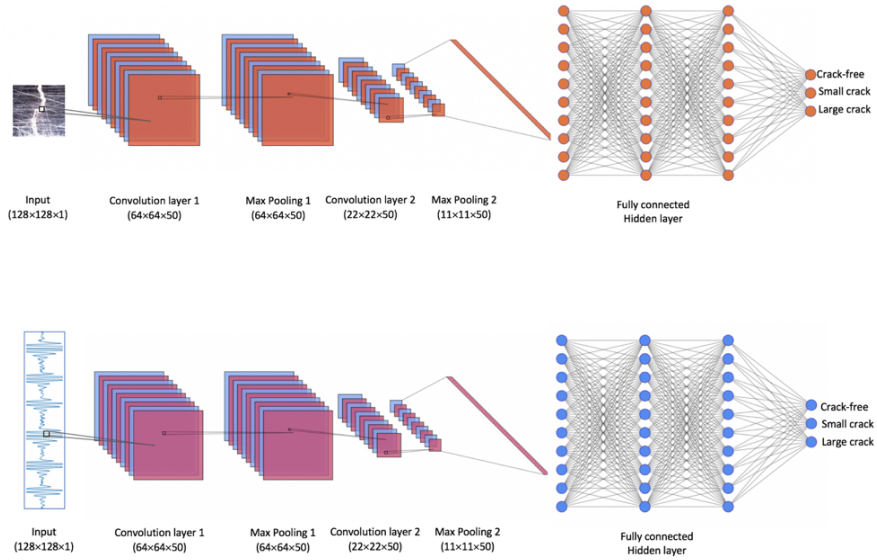 Crack-free
Small crack
Large crack
Input
(128×128×1)
Convolution layer 1
(64×64×50)
Max Pooling 1
(64×64×50)
Convolution layer 2
(22×22×50)
Max Pooling 2
(11×11×50)
Fully connected
Hidden layer
Crack-free
Small crack
Large crack
Input
(128×128×1)
Convolution layer 1
(64×64×50)
Max Pooling 1
(64×64×50)
Convolution layer 2
(22×22×50)
Max Pooling 2
(11×11×50)
Fully connected
Hidden layer